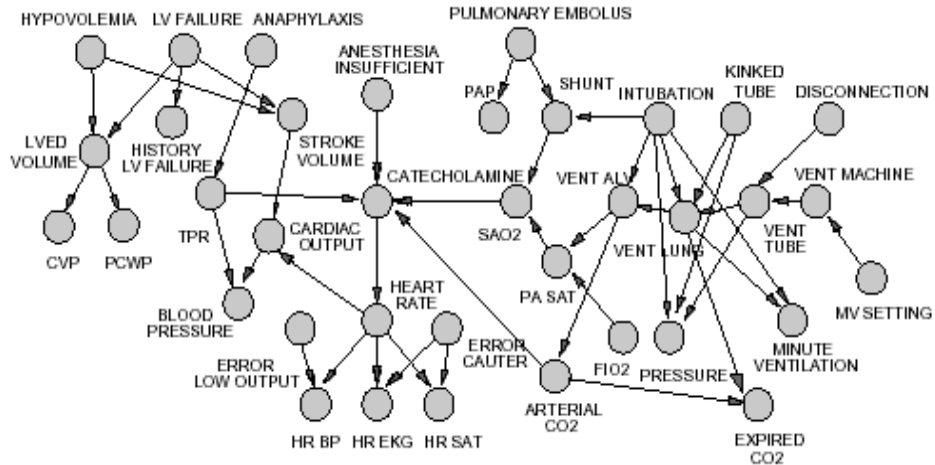 HYPOVOLEMIA
LV FAILURE
ANAPHYLAXIS
PULMONARY EMBOLUS
ANESTHESIA
INSUFFICIENT
PAP
SHUNT
INTUBATION
KINKED
TUBE
DISCONNECTION
LVED
VOLUME
HISTORY
LV FAILURE
STROKE
VOLUME
CATECHOLAMINE
VENT ALV
VENT MACHINE
CVP
PCWP
TPR
CARDIAC
OUTPUT
SAO2
VENT LUNG
VENT
TUBE
PA SAT
MV SETTING
BLOOD
PRESSURE
HEART
RATE
ERROR
LOW OUTPUT
ERROR
CAUTER
FIO2
PRESSURE
MINUTE
VENTILATION
HR BP
HR EKG
HR SAT
ARTERIAL
CO2
EXPIRED
CO2